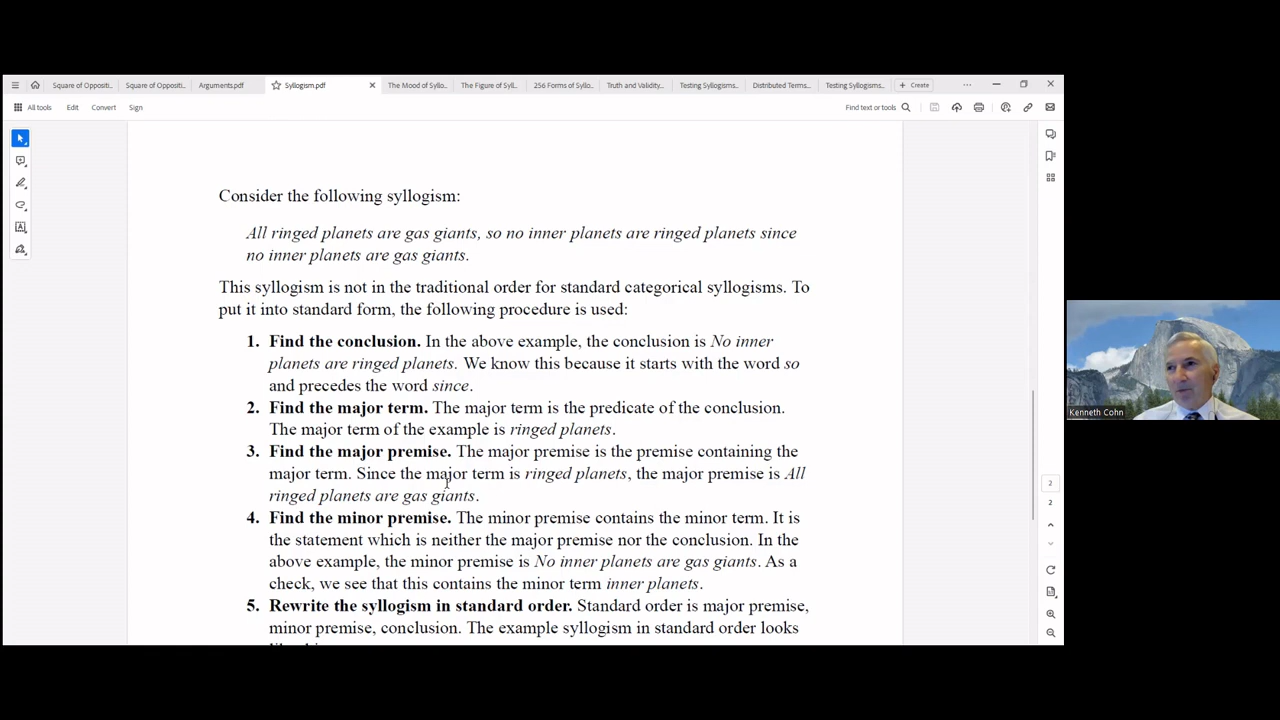 Square of Oppositi...
Square of Oppositi...
Arguments.pdf
Syllogism.pdf
The Mood of Syllo...
The Figure of Syll...
256 Forms of Syllo...
Truth and Validity...
Testing Syllogisms...
Distributed Terms...
Testing Syllogisms...
Create
All tools
Edit
Convert
Sign
Find text or tools
Consider the following syllogism:
All ringed planets are gas giants, so no inner planets are ringed planets since
no inner planets are gas giants.
This syllogism is not in the traditional order for standard categorical syllogisms. To
put it into standard form, the following procedure is used:
1. Find the conclusion. In the above example, the conclusion is No inner
planets are ringed planets. We know this because it starts with the word so
and precedes the word since.
2. Find the major term. The major term is the predicate of the conclusion.
The major term of the example is ringed planets.
3. Find the major premise. The major premise is the premise containing the
major term. Since the major term is ringed planets, the major premise is All
ringed planets are gas giants.
4. Find the minor premise. The minor premise contains the minor term. It is
the statement which is neither the major premise nor the conclusion. In the
above example, the minor premise is No inner planets are gas giants. As a
check, we see that this contains the minor term inner planets.
5. Rewrite the syllogism in standard order. Standard order is major premise,
minor premise, conclusion. The example syllogism in standard order looks
2
2
Kenneth Cohn